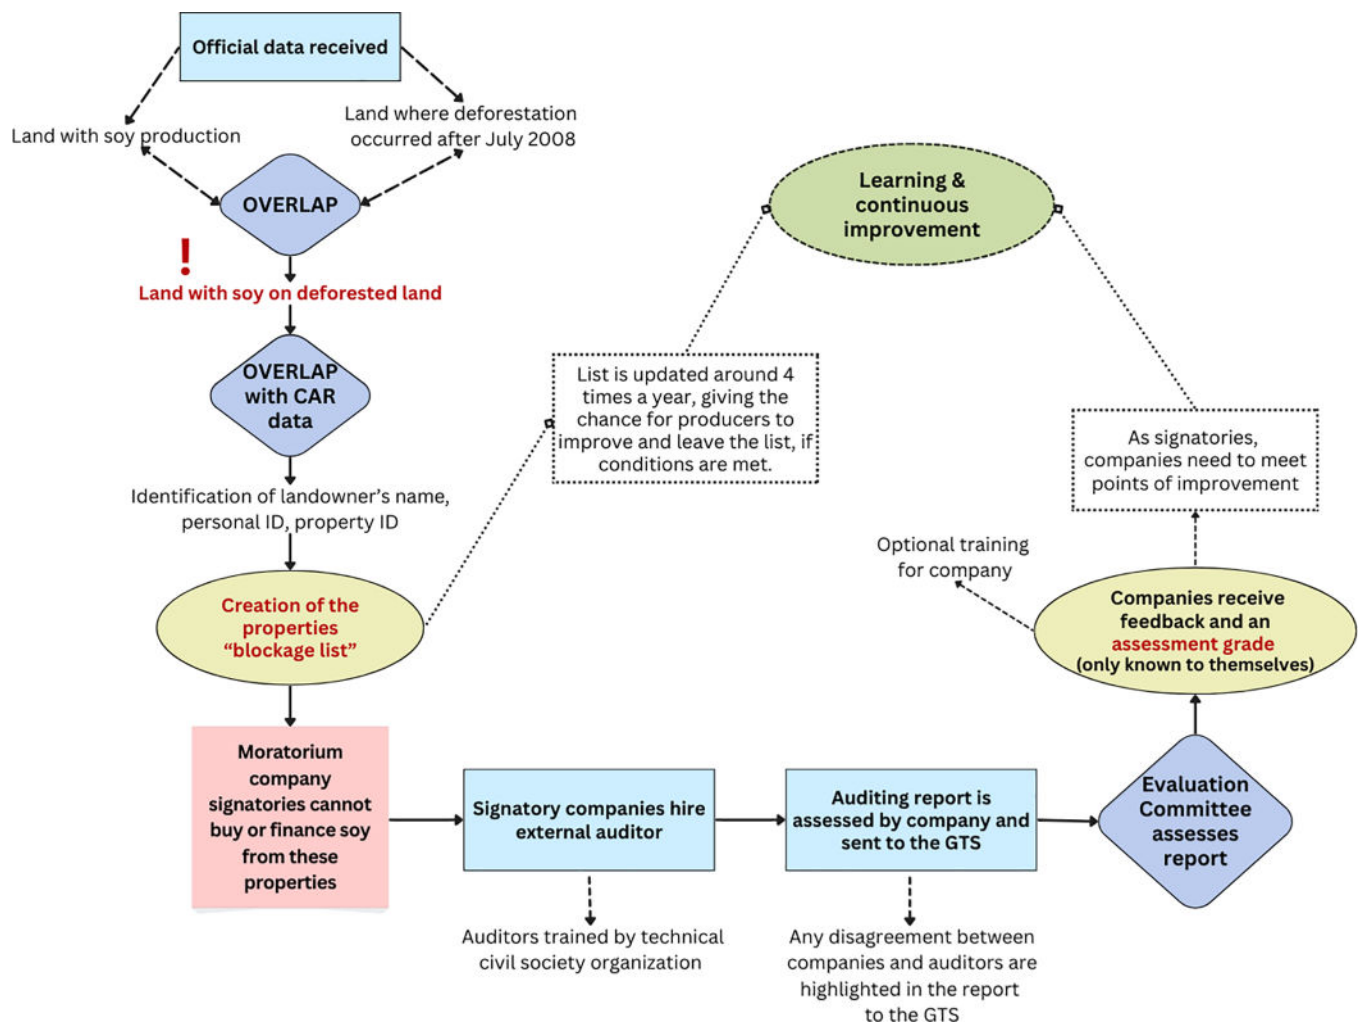 Official data received
Land with soy production
Land where deforestation
occurred after July 2008
OVERLAP
!
Land with soy on deforested land
OVERLAP
with CAR
data
Identification of landowner's name,
personal ID, property ID
Creation of the
properties
“blockage list”
Moratorium
company
signatories cannot
buy or finance soy
from these
properties
Signatory companies hire
external auditor
Auditors trained by technical
civil society organization
Auditing report is
assessed by company and
sent to the GTS
Any disagreement between
companies and auditors are
highlighted in the report
to the GTS
Evaluation
Committee
assesses
report
Companies receive
feedback and an
assessment grade
(only known to themselves)
Optional training
for company
As signatories,
companies need to meet
points of improvement
List is updated around 4
times a year, giving the
chance for producers to
improve and leave the list, if
conditions are met.
Learning &
continuous
improvement